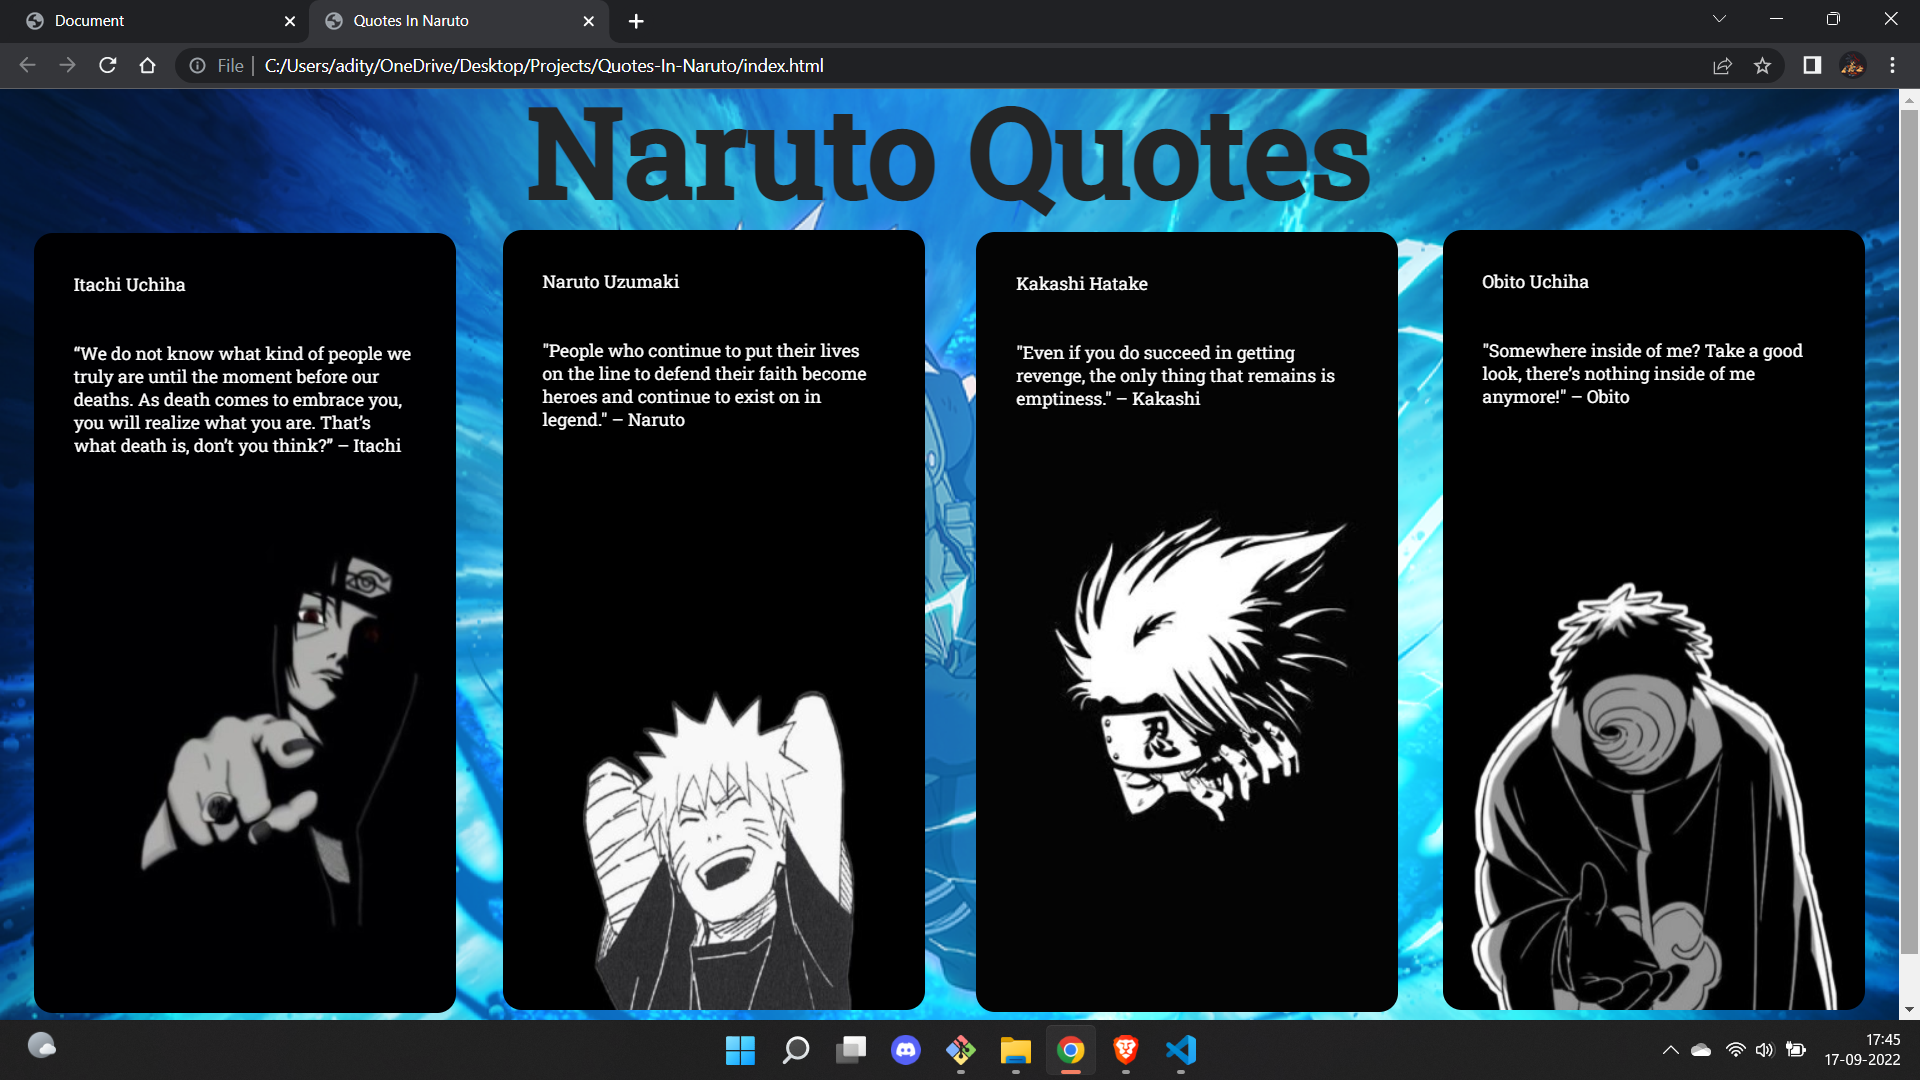 Document
Quotes In Naruto
File
C:/Users/adity/OneDrive/Desktop/Projects/Quotes-In-Naruto/index.html
Naruto Quotes
Itachi Uchiha
“We do not know what kind of people we
truly are until the moment before our
deaths. As death comes to embrace you,
you will realize what you are. That’s
what death is, don’t you think?” – Itachi
Naruto Uzumaki
"People who continue to put their lives
on the line to defend their faith become
heroes and continue to exist on in
legend." – Naruto
Kakashi Hatake
"Even if you do succeed in getting
revenge, the only thing that remains is
emptiness." – Kakashi
忍
Obito Uchiha
"Somewhere inside of me? Take a good
look, there’s nothing inside of me
anymore!" – Obito
17:45
17-09-2022